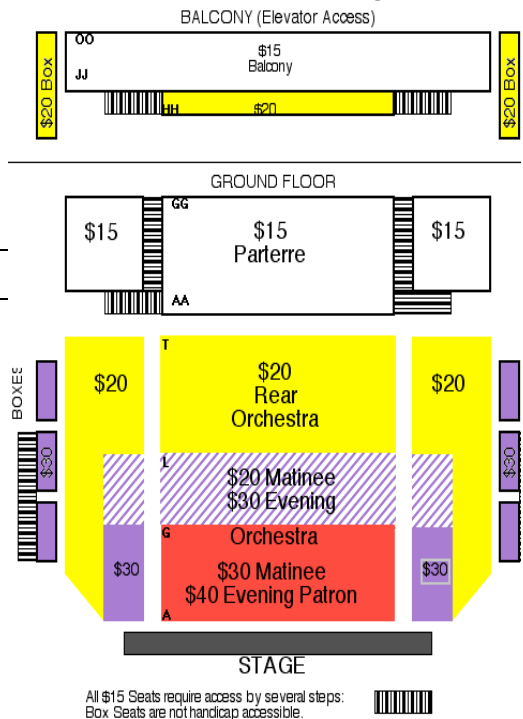 BALCONY (Elevator Access)
OO
$15
Balcony
JJ
$20 Box
$20 Box
HH
$20
GROUND FLOOR
GG
$15
$15
Parterre
$15
AA
T
BOXES
$20
$20
Rear
Orchestra
$20
L
$20 Matinee
$30 Evening
$30
$30
G
Orchestra
$30
$30 Matinee
$40 Evening Patron
$30
A
STAGE
All $15 Seats require access by several steps:
Box Seats are not handicap accessible.